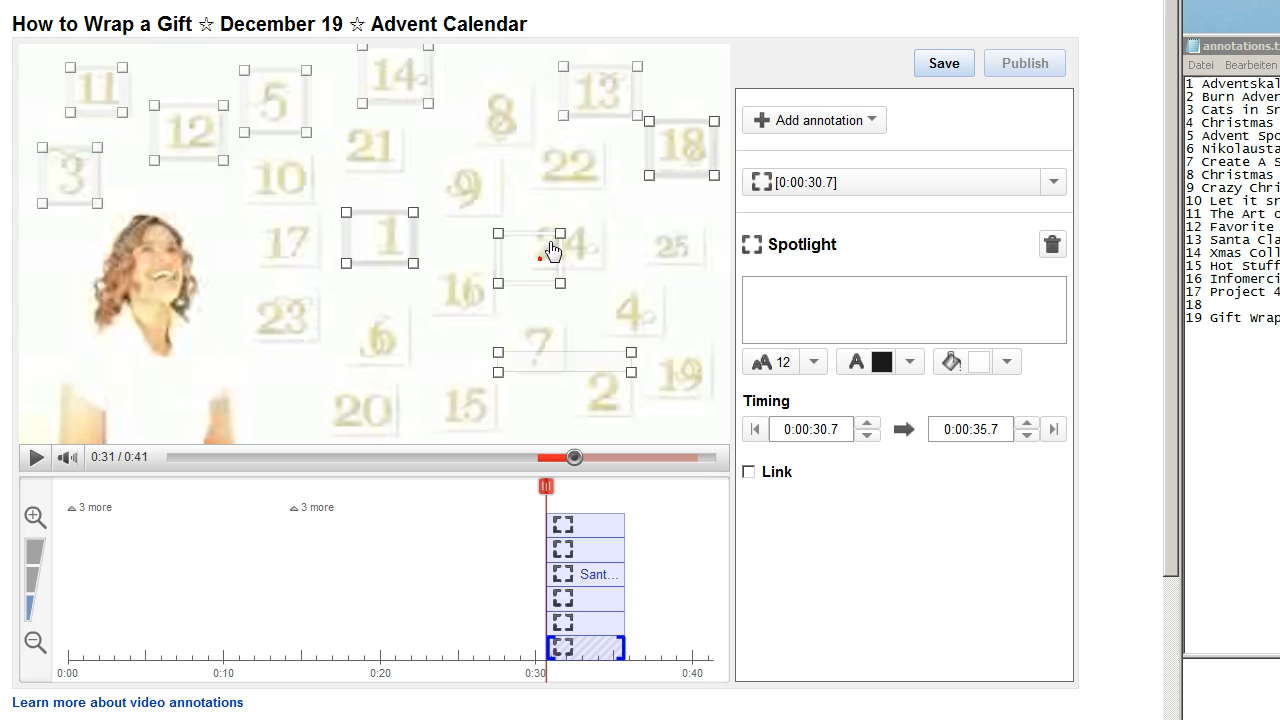 How to Wrap a Gift ☆ December 19 ☆ Advent Calendar
annotations.t
Datei Bearbeiten
Save
Publish
11
12
5
14
8
13
18
3
10
21
9
22
17
1
24
25
16
23
6
4
7
20
15
2
19
Add annotation
[0:00:30.7]
Spotlight
12
Timing
0:00:30.7
0:00:35.7
Link
0:31 / 0:41
3 more
3 more
Sant...
0:00
0:10
0:20
0:30
0:40
Learn more about video annotations
1 Adventskal
2 Burn Adven
3 Cats in Sn
4 Christmas
5 Advent Spo
6 Nikolausta
7 Create A S
8 Christmas
9 Crazy Chri
10 Let it sn
11 The Art o
12 Favorite
13 Santa Cla
14 Xmas Coll
15 Hot Stuff
16 Infomerci
17 Project 4
18
19 Gift Wrap